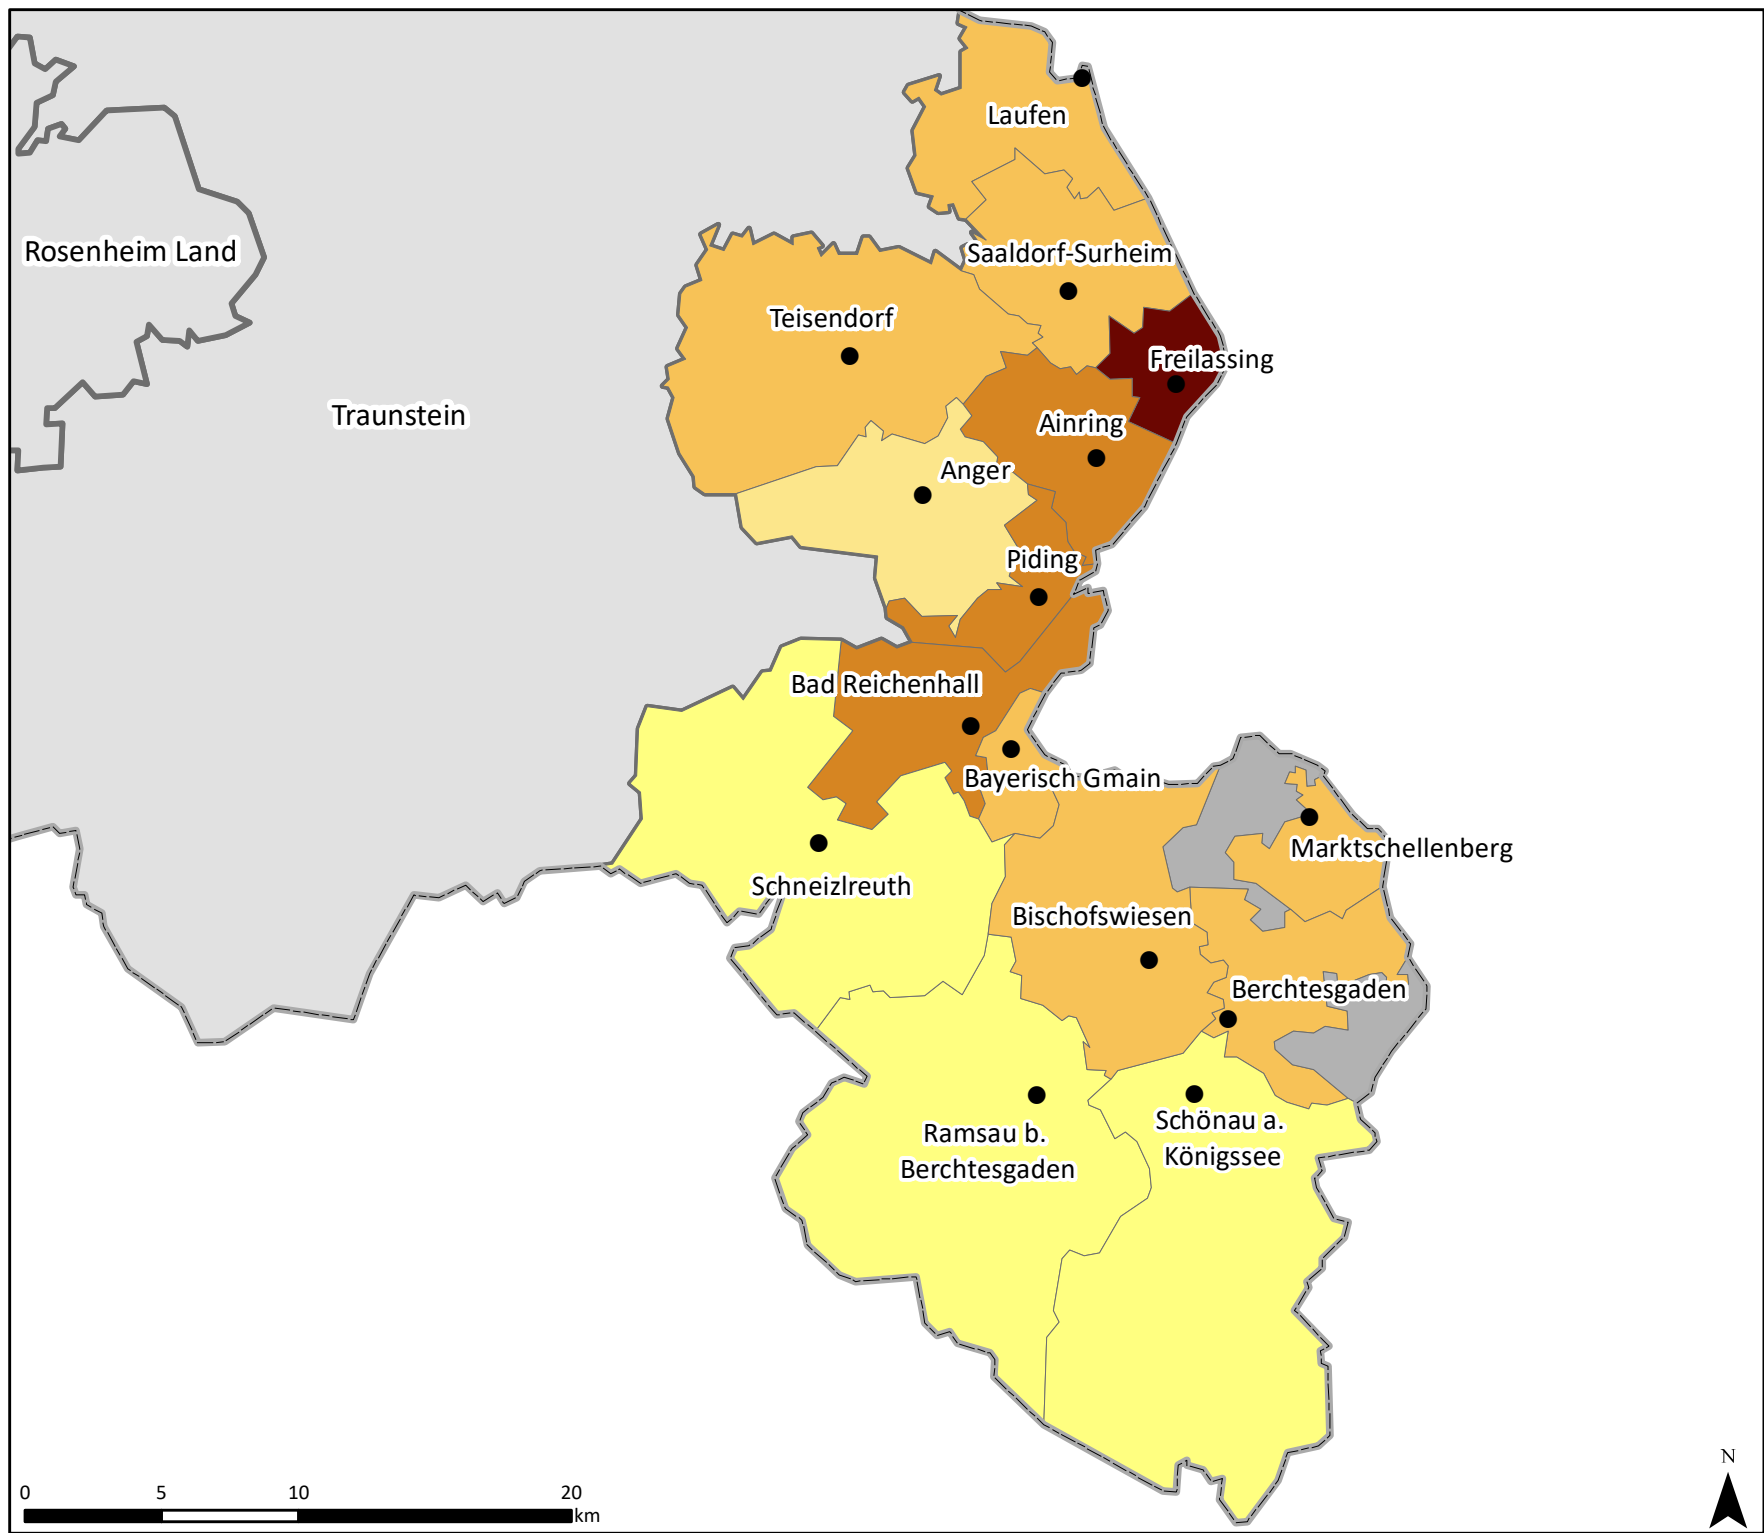 Laufen
Rosenheim Land
Saaldorf-Surheim
Teisendorf
Freilassing
Traunstein
Ainring
Anger
Piding
Bad Reichenhall
Bayerisch Gmain
Marktschellenberg
Schneizlreuth
Bischofswiesen
Berchtesgaden
Schönau a.
Königssee
Ramsau b.
Berchtesgaden
N
0 5 10 20
km